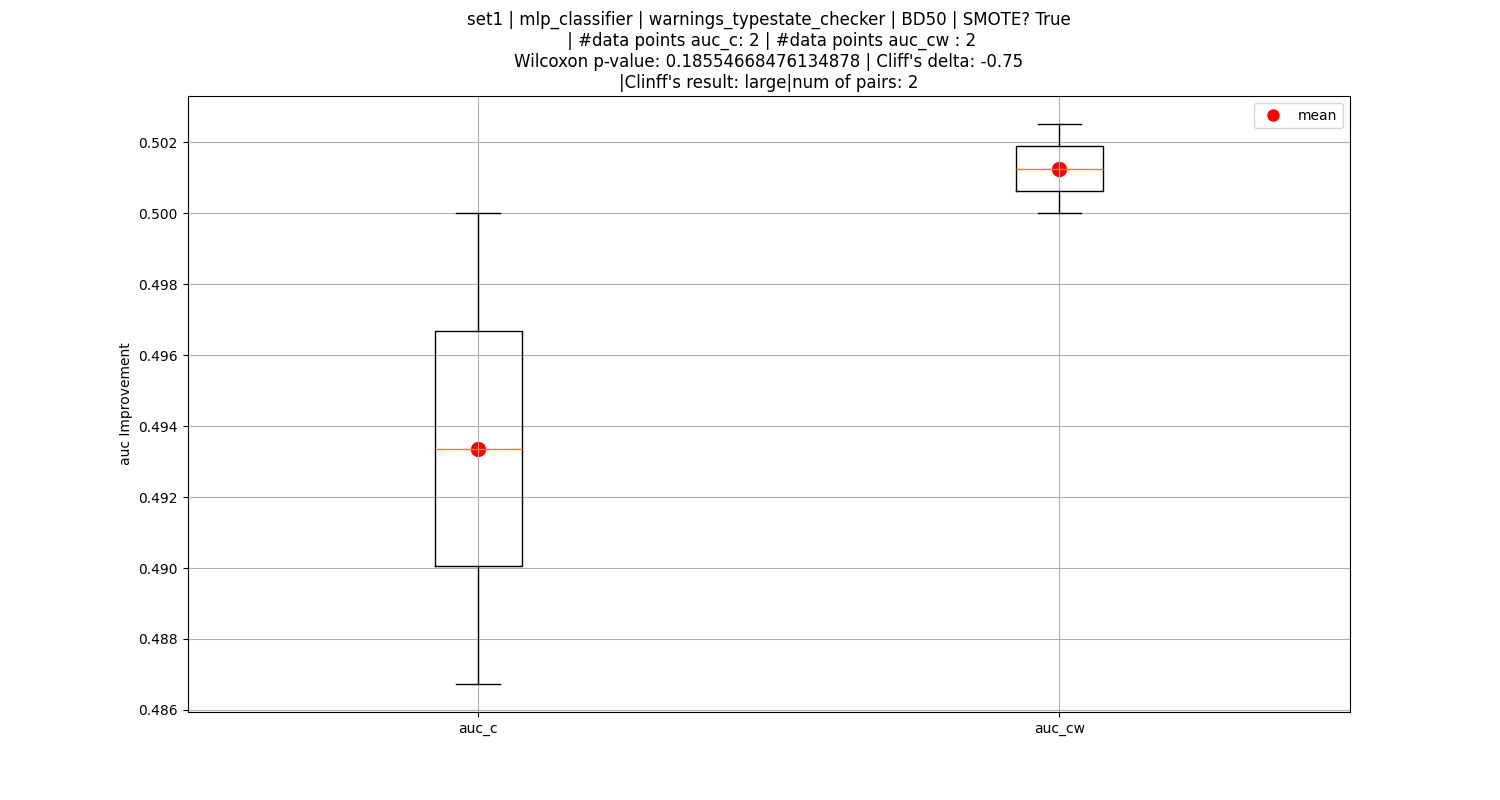 set1 | mlp_classifier | warnings_typestate_checker | BD50 | SMOTE? True
| #data points auc_c: 2 | #data points auc_cw : 2
Wilcoxon p-value: 0.18554668476134878 | Cliff's delta: -0.75
|Clinff's result: large|num of pairs: 2
mean
0.502
0.500
0.498
0.496
0.494
0.492
0.490
0.488
0.486
auc Improvement
auc_c
auc_cw